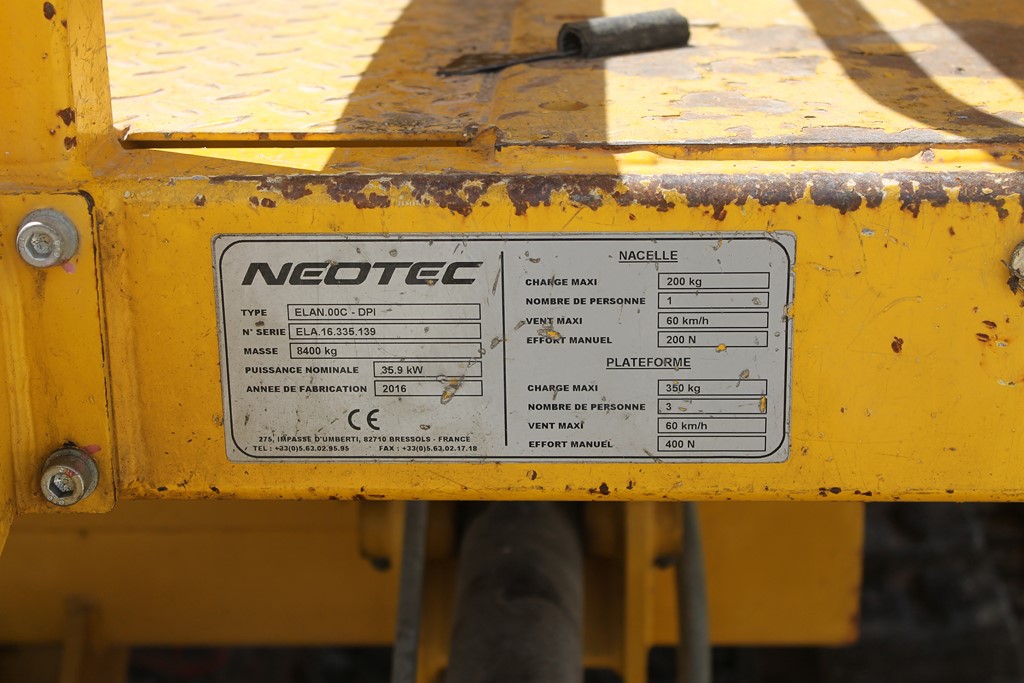 NEOTEC
TYPE ELAN.00C - DPI
N° SERIE ELA.16.335.139
MASSE 8400 kg
PUISSANCE NOMINALE 35.9 kW
ANNEE DE FABRICATION 2016
CE
275, IMPASSE D'UMBERTI, 82710 BRESSOLS - FRANCE
TEL : +33(0)5.63.02.95.95 FAX : +33(0)5.63.02.17.18
NACELLE
CHARGE MAXI 200 kg
NOMBRE DE PERSONNE 1
VENT MAXI 60 km/h
EFFORT MANUEL 200 N
PLATEFORME
CHARGE MAXI 350 kg
NOMBRE DE PERSONNE 3
VENT MAXI 60 km/h
EFFORT MANUEL 400 N